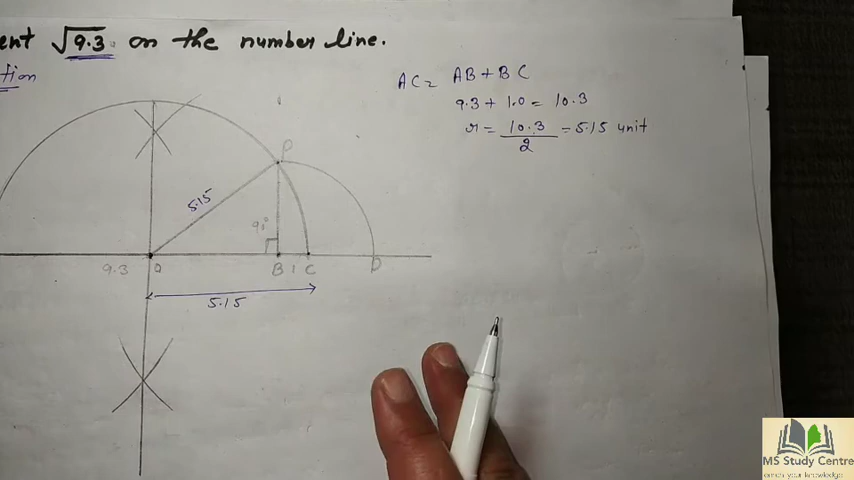 ent √9.3 on the number line.
tion
AC = AB + BC
9.3 + 1.0 = 10.3
r = 10.3 / 2 = 5.15 unit
P
5.15
90°
9.3 O B 1 C D
5.15
MS Study Centre